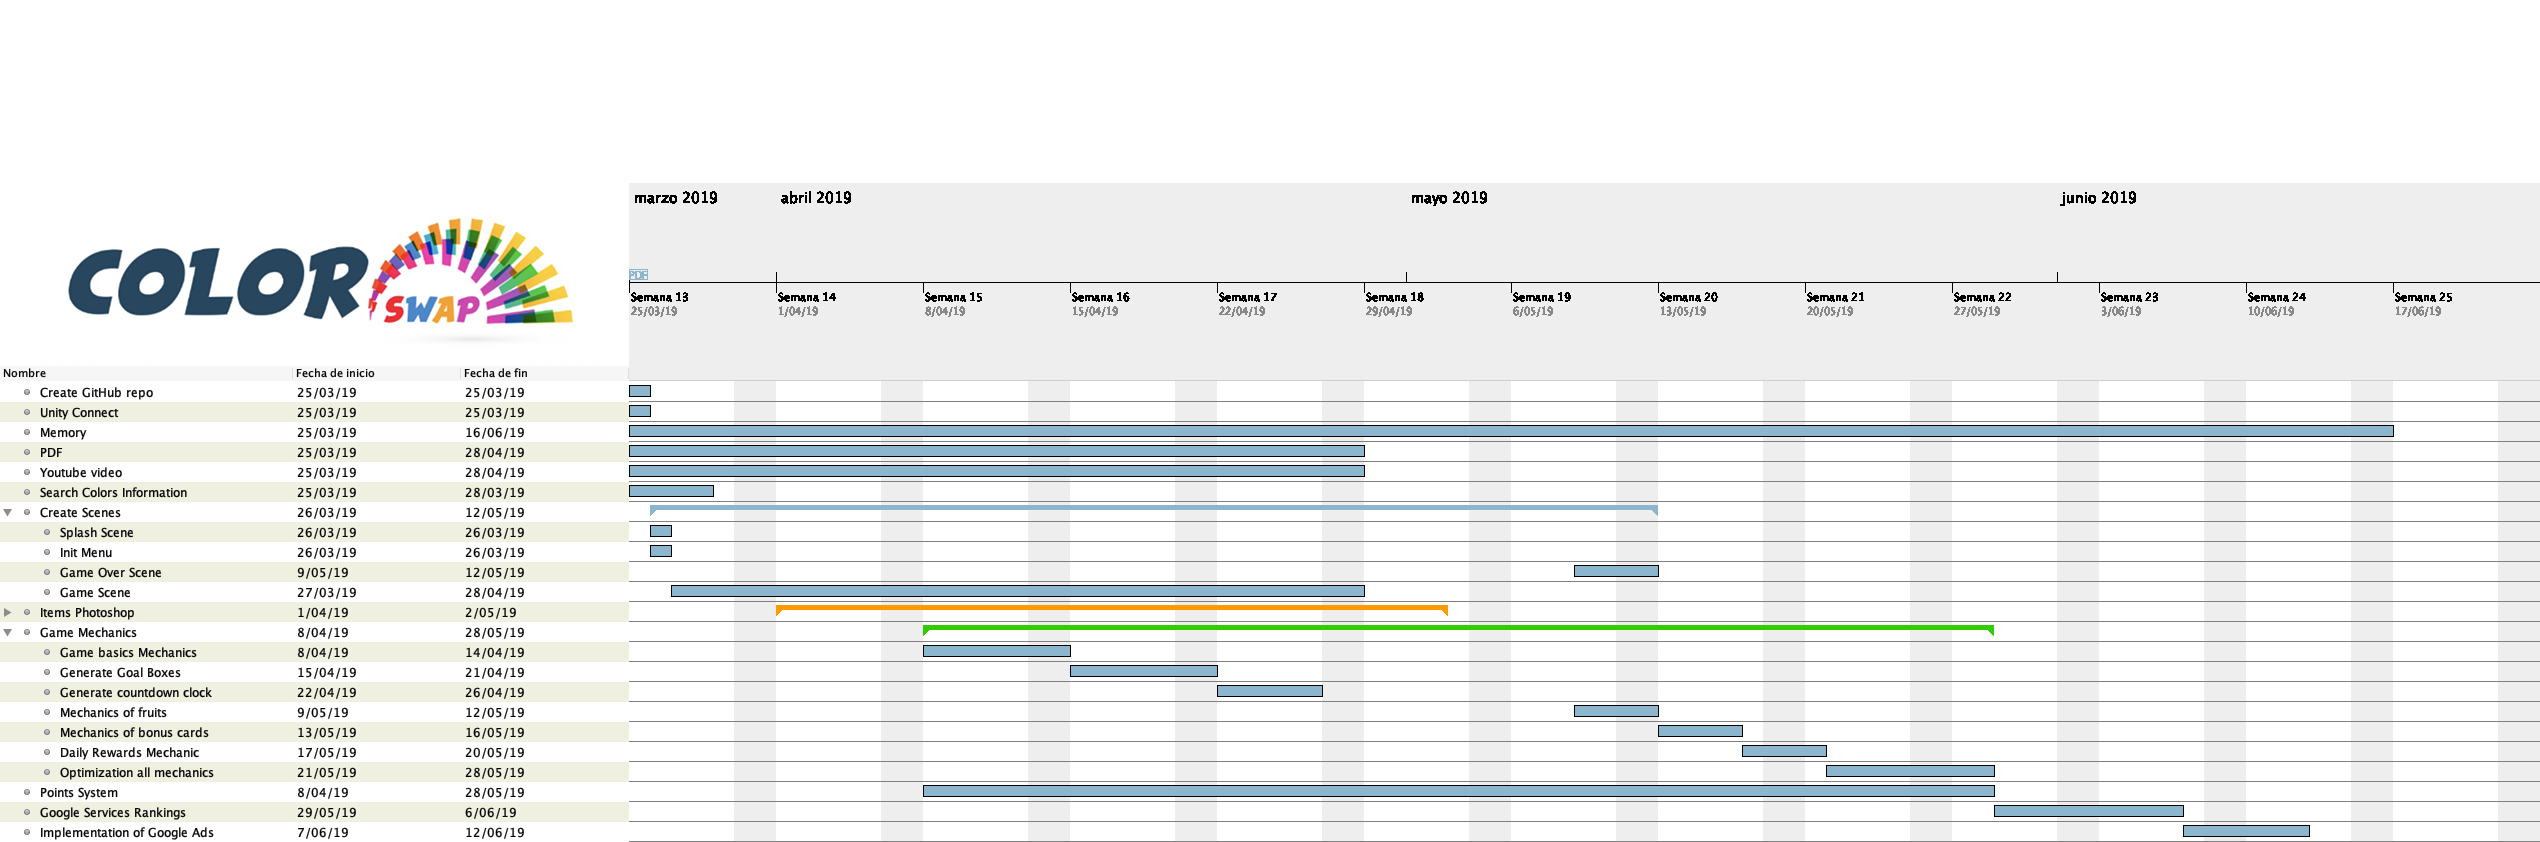 marzo 2019 abril 2019 mayo 2019 junio 2019
COLOR SWAP
PDF
Semana 13 Semana 14 Semana 15 Semana 16 Semana 17 Semana 18 Semana 19 Semana 20 Semana 21 Semana 22 Semana 23 Semana 24 Semana 25
25/03/19 1/04/19 8/04/19 15/04/19 22/04/19 29/04/19 6/05/19 13/05/19 20/05/19 27/05/19 3/06/19 10/06/19 17/06/19
Nombre Fecha de inicio Fecha de fin
Create GitHub repo 25/03/19 25/03/19
Unity Connect 25/03/19 25/03/19
Memory 25/03/19 16/06/19
PDF 25/03/19 28/04/19
Youtube video 25/03/19 28/04/19
Search Colors Information 25/03/19 28/03/19
Create Scenes 26/03/19 12/05/19
Splash Scene 26/03/19 26/03/19
Init Menu 26/03/19 26/03/19
Game Over Scene 9/05/19 12/05/19
Game Scene 27/03/19 28/04/19
Items Photoshop 1/04/19 2/05/19
Game Mechanics 8/04/19 28/05/19
Game basics Mechanics 8/04/19 14/04/19
Generate Goal Boxes 15/04/19 21/04/19
Generate countdown clock 22/04/19 26/04/19
Mechanics of fruits 9/05/19 12/05/19
Mechanics of bonus cards 13/05/19 16/05/19
Daily Rewards Mechanic 17/05/19 20/05/19
Optimization all mechanics 21/05/19 28/05/19
Points System 8/04/19 28/05/19
Google Services Rankings 29/05/19 6/06/19
Implementation of Google Ads 7/06/19 12/06/19